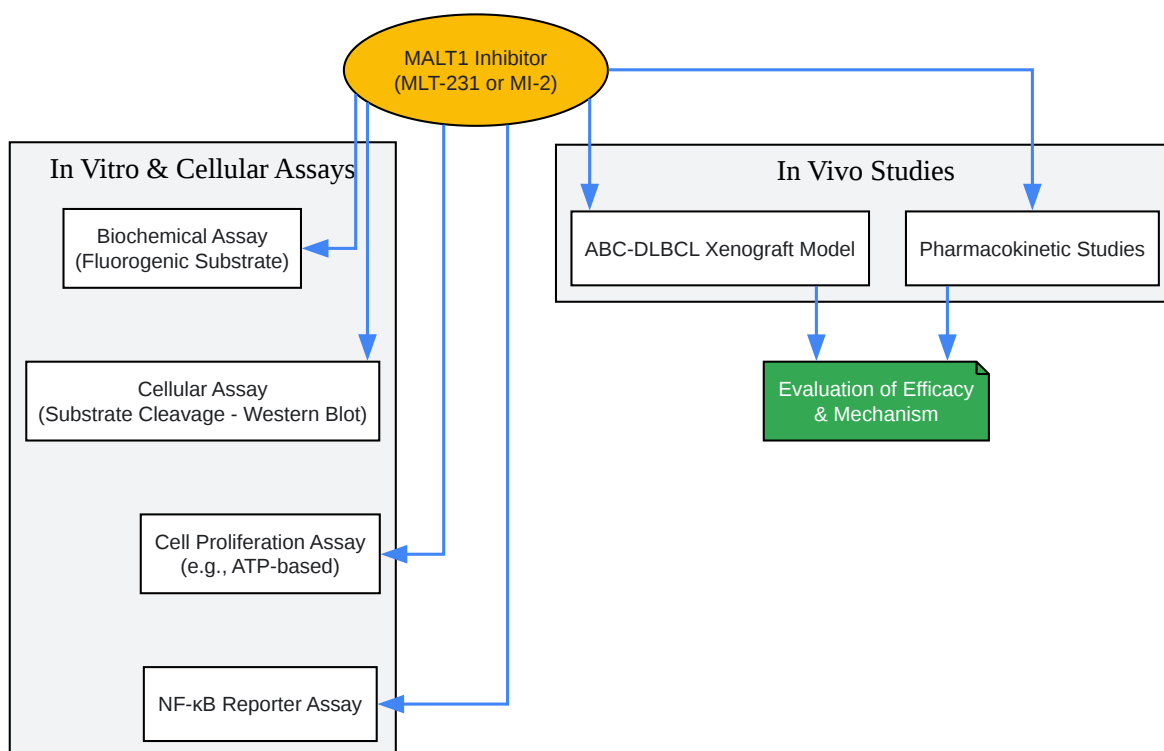 MALT1 Inhibitor
(MLT-231 or MI-2)
In Vitro & Cellular Assays
Biochemical Assay
(Fluorogenic Substrate)
Cellular Assay
(Substrate Cleavage - Western Blot)
Cell Proliferation Assay
(e.g., ATP-based)
NF-κB Reporter Assay
In Vivo Studies
ABC-DLBCL Xenograft Model
Pharmacokinetic Studies
Evaluation of Efficacy
& Mechanism